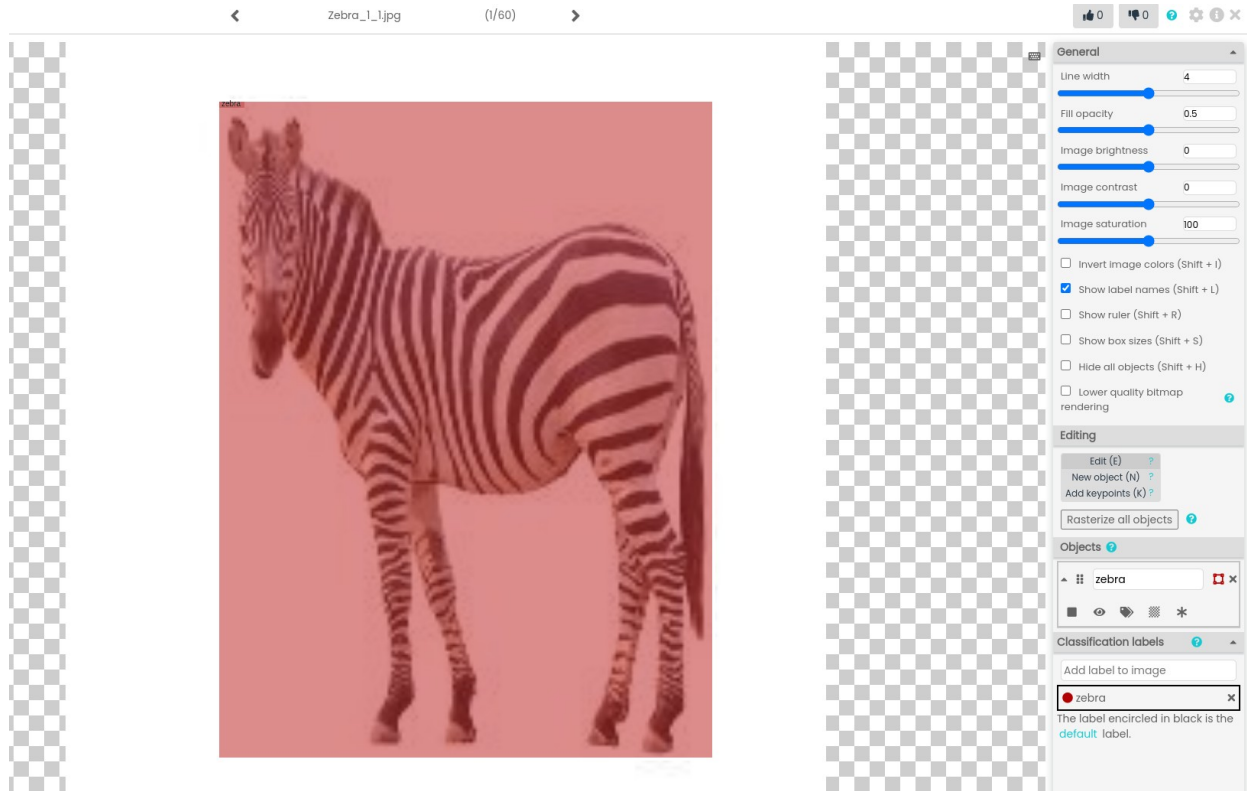 Zebra_1_1.jpg (1/60)
0 0 ?
zebra
General
Line width 4
Fill opacity 0.5
Image brightness 0
Image contrast 0
Image saturation 100
Invert image colors (Shift + I)
Show label names (Shift + L)
Show ruler (Shift + R)
Show box sizes (Shift + S)
Hide all objects (Shift + H)
Lower quality bitmap
rendering ?
Editing
Edit (E) ?
New object (N) ?
Add keypoints (K) ?
Rasterize all objects ?
Objects ?
zebra
Classification labels ?
Add label to image
zebra
The label encircled in black is the
default label.